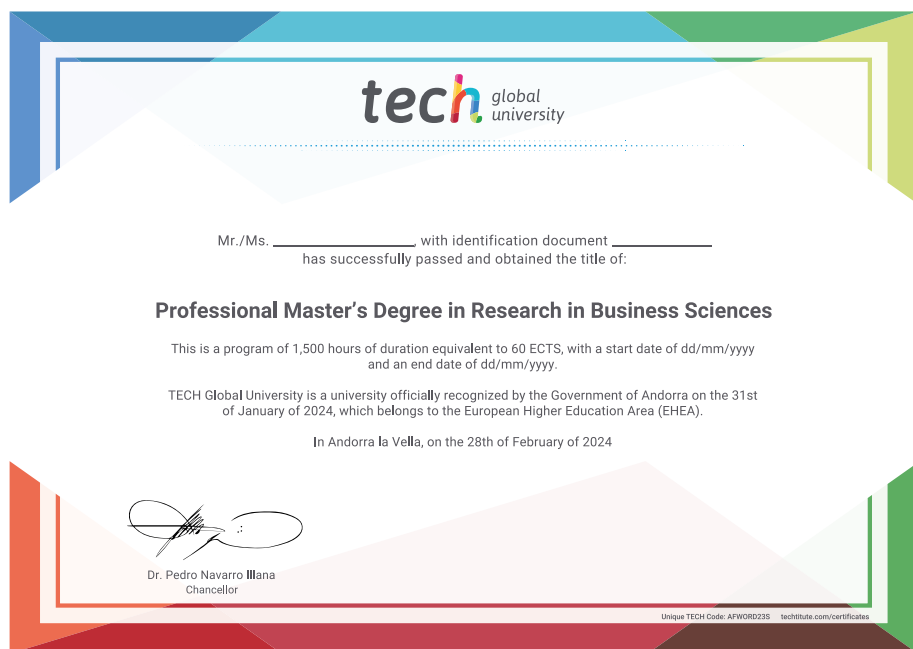 tech global
university
Mr./Ms. ____________________, with identification document ______________
has successfully passed and obtained the title of:
Professional Master’s Degree in Research in Business Sciences
This is a program of 1,500 hours of duration equivalent to 60 ECTS, with a start date of dd/mm/yyyy
and an end date of dd/mm/yyyy.
TECH Global University is a university officially recognized by the Government of Andorra on the 31st
of January of 2024, which belongs to the European Higher Education Area (EHEA).
In Andorra la Vella, on the 28th of February of 2024
Dr. Pedro Navarro Illana
Chancellor
Unique TECH Code: AFWORD23S techtitute.com/certificates